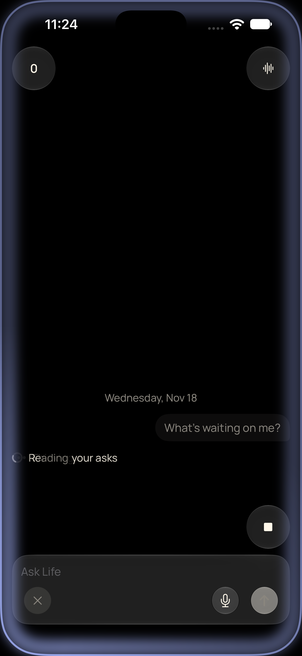 11:24
0
Wednesday, Nov 18
What's waiting on me?
Reading your asks
Ask Life